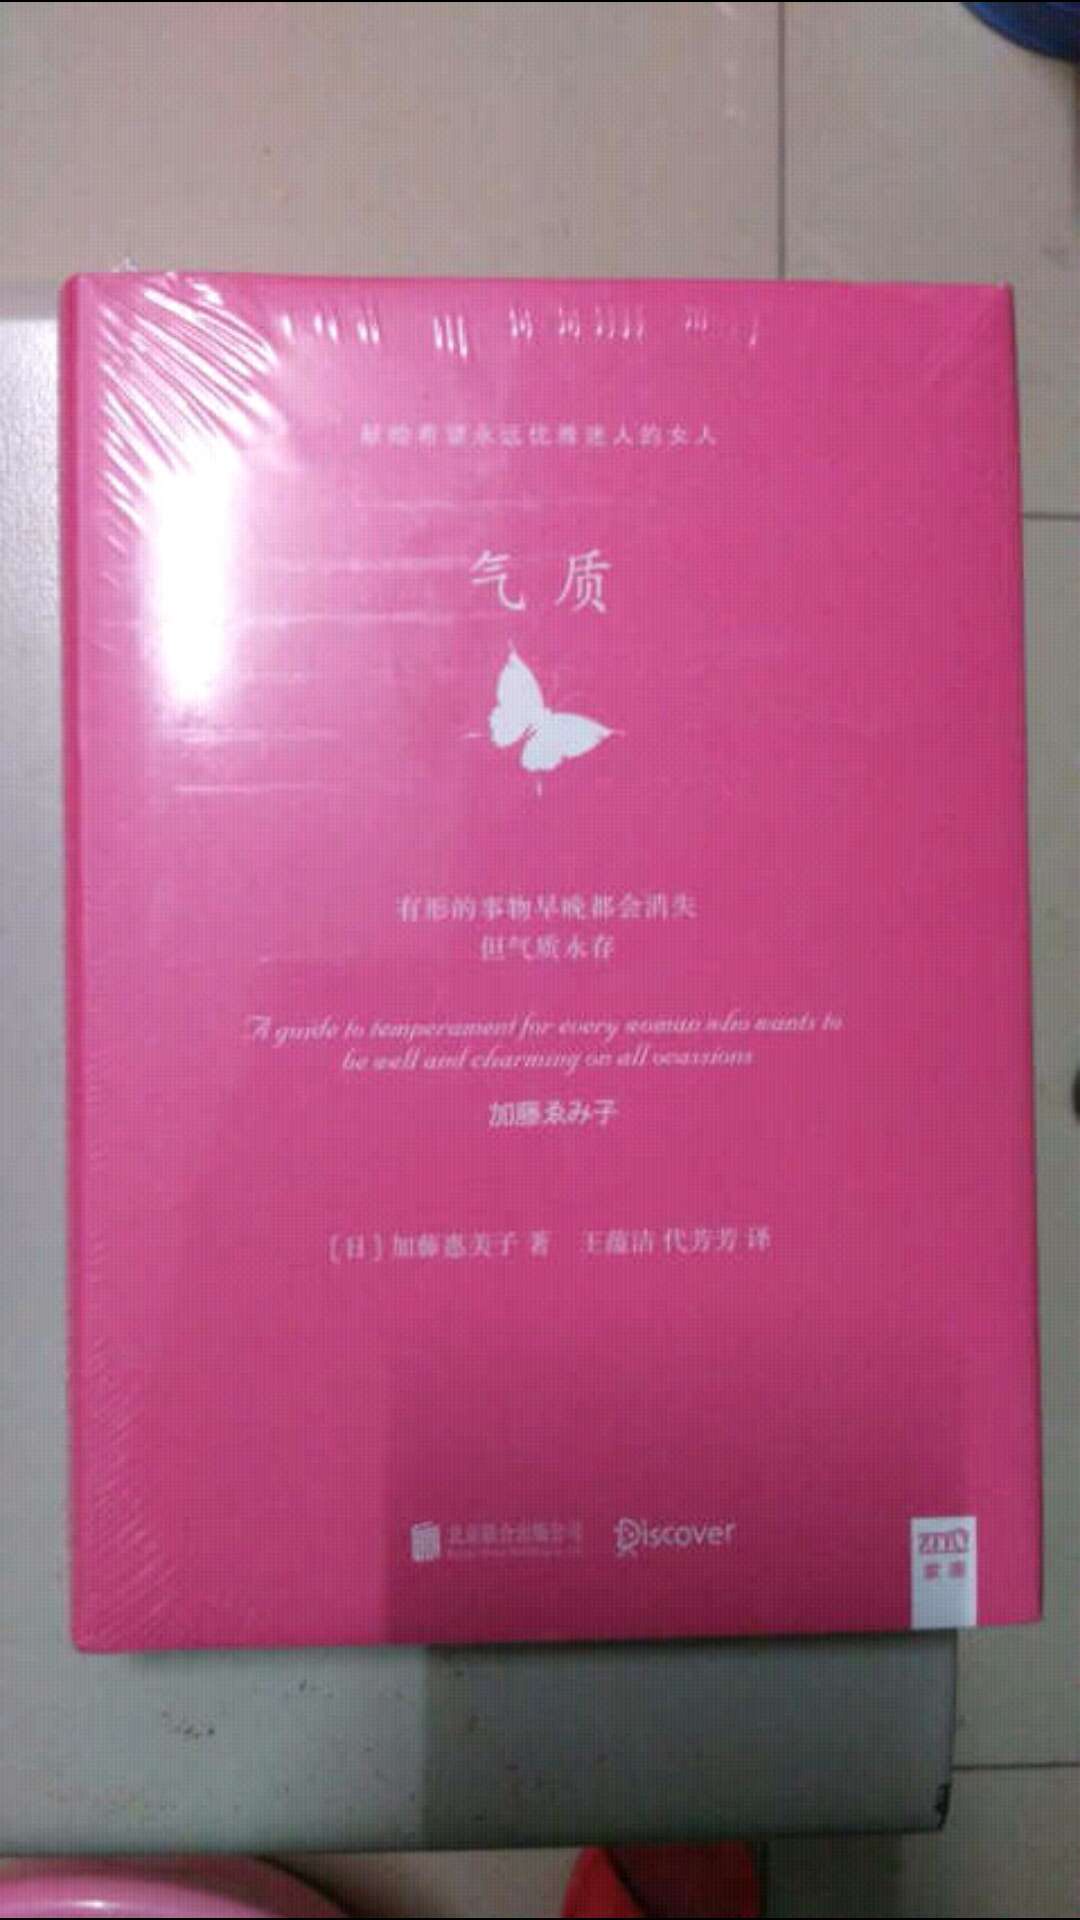 献给希望永远优雅迷人的女人
气质
有形的事物早晚都会消失
但气质永存
A guide to temperament for every woman who wants to
be well and charming on all ocassions
加藤ゑみ子
[日]加藤惠美子 著 王蕴洁 代芳芳 译
北京联合出版公司
Discover